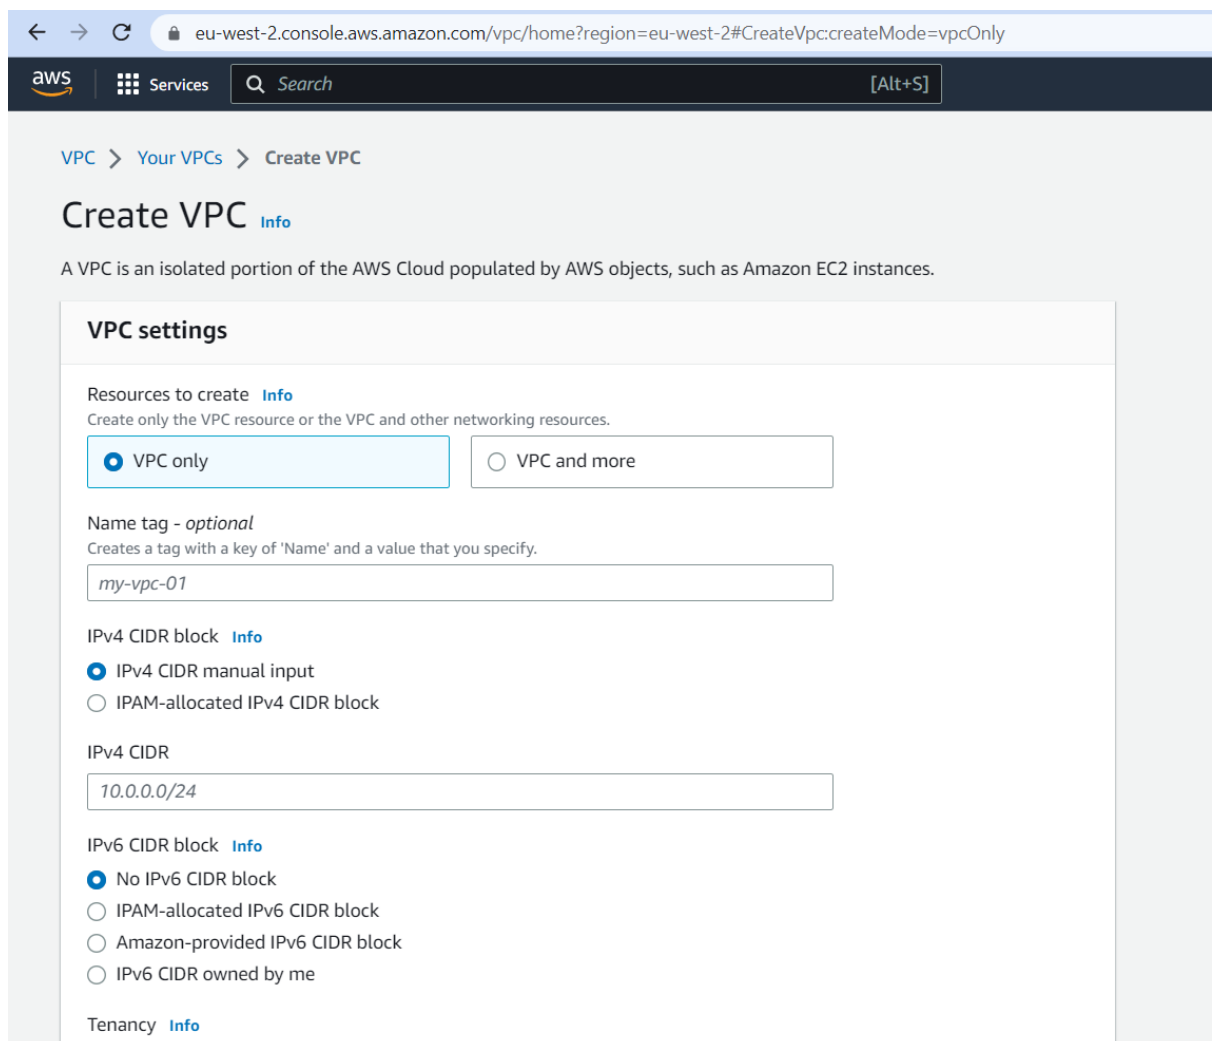 eu-west-2.console.aws.amazon.com/vpc/home?region=eu-west-2#CreateVpc:createMode=vpcOnly
aws Services Search [Alt+S]
VPC Your VPCs Create VPC
Create VPC Info
A VPC is an isolated portion of the AWS Cloud populated by AWS objects, such as Amazon EC2 instances.
VPC settings
Resources to create Info
Create only the VPC resource or the VPC and other networking resources.
VPC only VPC and more
Name tag - optional
Creates a tag with a key of 'Name' and a value that you specify.
my-vpc-01
IPv4 CIDR block Info
IPv4 CIDR manual input
IPAM-allocated IPv4 CIDR block
IPv4 CIDR
10.0.0.0/24
IPv6 CIDR block Info
No IPv6 CIDR block
IPAM-allocated IPv6 CIDR block
Amazon-provided IPv6 CIDR block
IPv6 CIDR owned by me
Tenancy Info